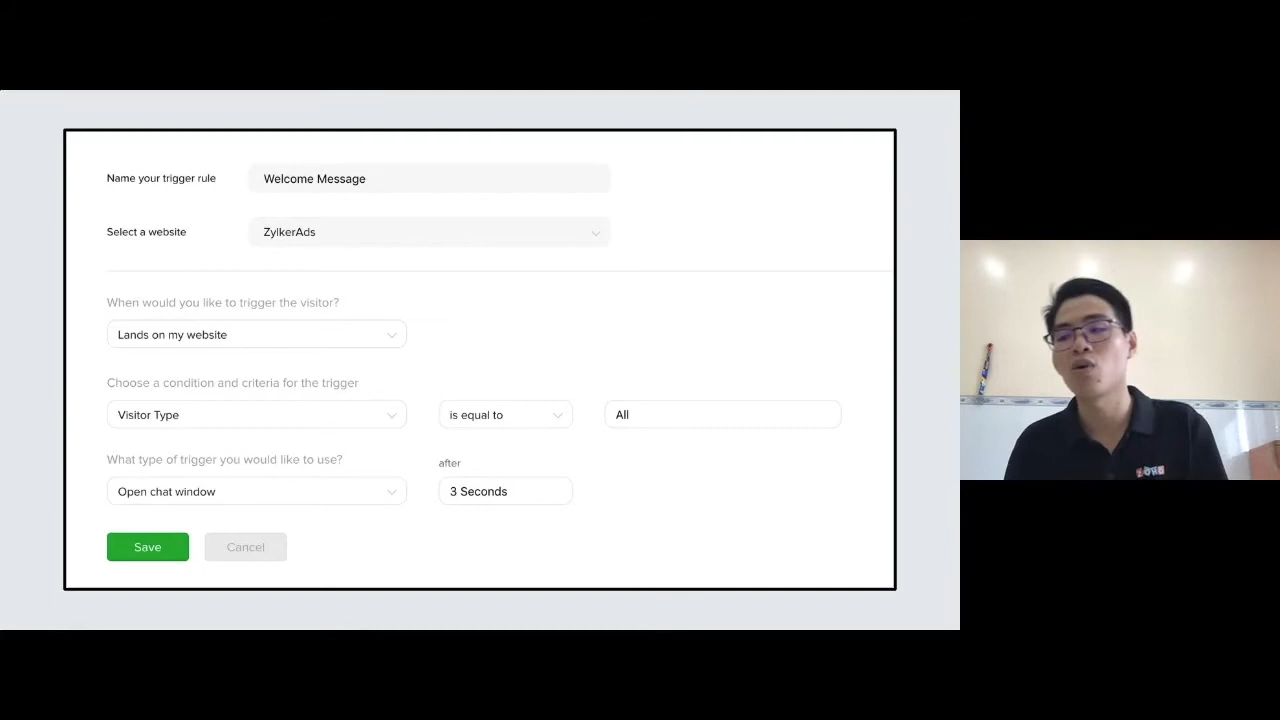 Name your trigger rule Welcome Message
Select a website ZylkerAds
When would you like to trigger the visitor?
Lands on my website
Choose a condition and criteria for the trigger
Visitor Type is equal to All
What type of trigger you would like to use? after
Open chat window 3 Seconds
Save Cancel
ZOHO